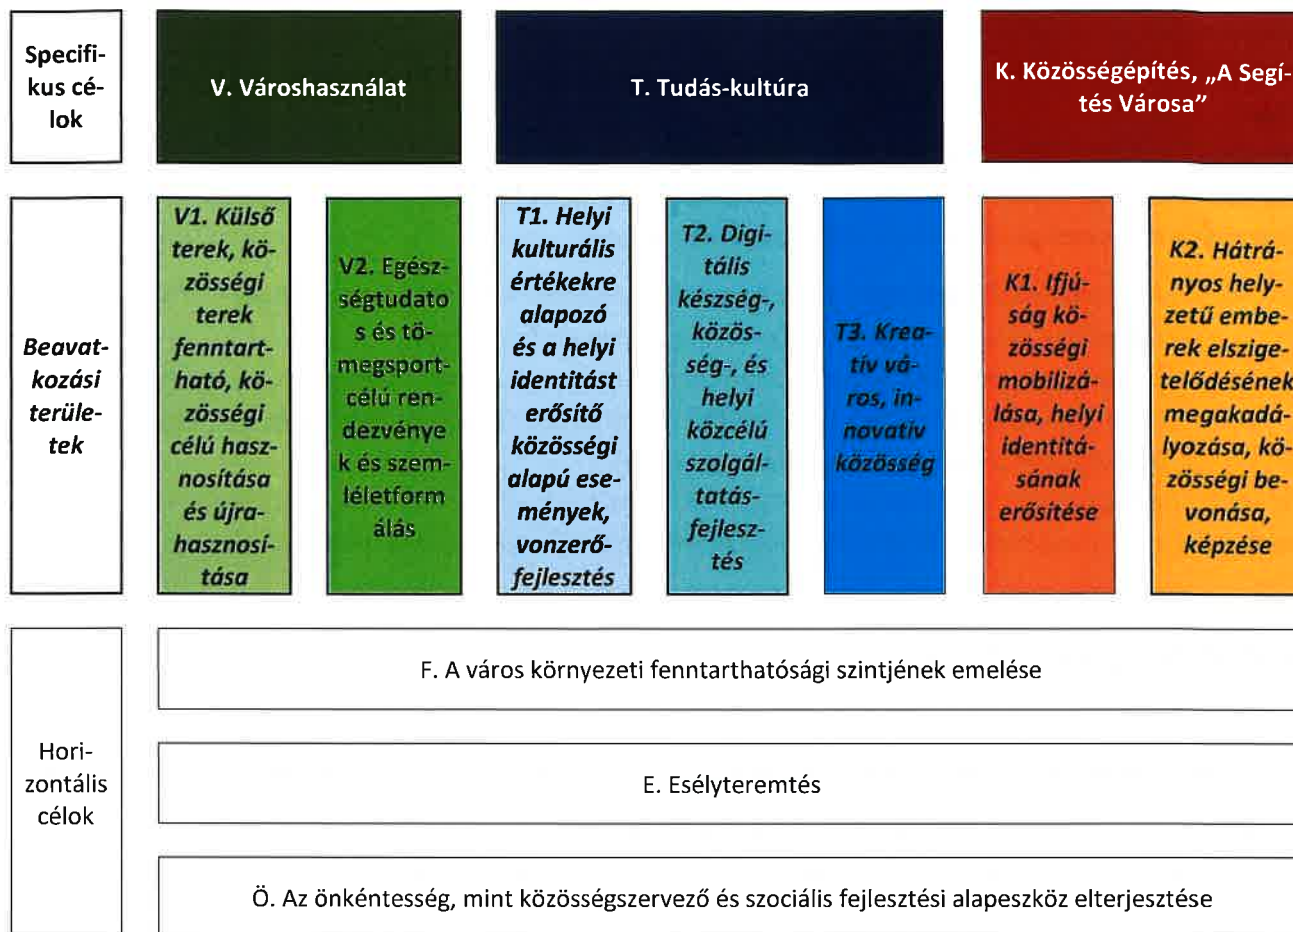 Specifi-
kus cé-
lok
V. Városhasználat
T. Tudás-kultúra
K. Közösségépítés, „A Segí-
tés Városa”
Beavat-
kozási
terüle-
tek
V1. Külső
terek, kö-
zösségi
terek
fenntart-
ható, kö-
zösségi
célú hasz-
nosítása
és újra-
hasznosí-
tása
V2. Egész-
ségtudato
s és tö-
megsport-
célú ren-
dezvénye
k és szem-
léletform
álás
T1. Helyi
kulturális
értékekre
alapozó
és a helyi
identitást
erősítő
közösségi
alapú ese-
mények,
vonzerő-
fejlesztés
T2. Digi-
tális
készség-,
közös-
ség-, és
helyi
közcélú
szolgál-
tatás-
fejlesz-
tés
T3. Krea-
tív vá-
ros, in-
novatív
közösség
K1. Ifjú-
ság kö-
zösségi
mobilizá-
lása, helyi
identitá-
sának
erősítése
K2. Hátrá-
nyos hely-
zetű embe-
rek elszige-
telődésének
megakadá-
lyozása, kö-
zösségi be-
vonása,
képzése
Hori-
zontális
célok
F. A város környezeti fenntarthatósági szintjének emelése
E. Esélyteremtés
Ö. Az önkéntesség, mint közösségszervező és szociális fejlesztési alapeszköz elterjesztése